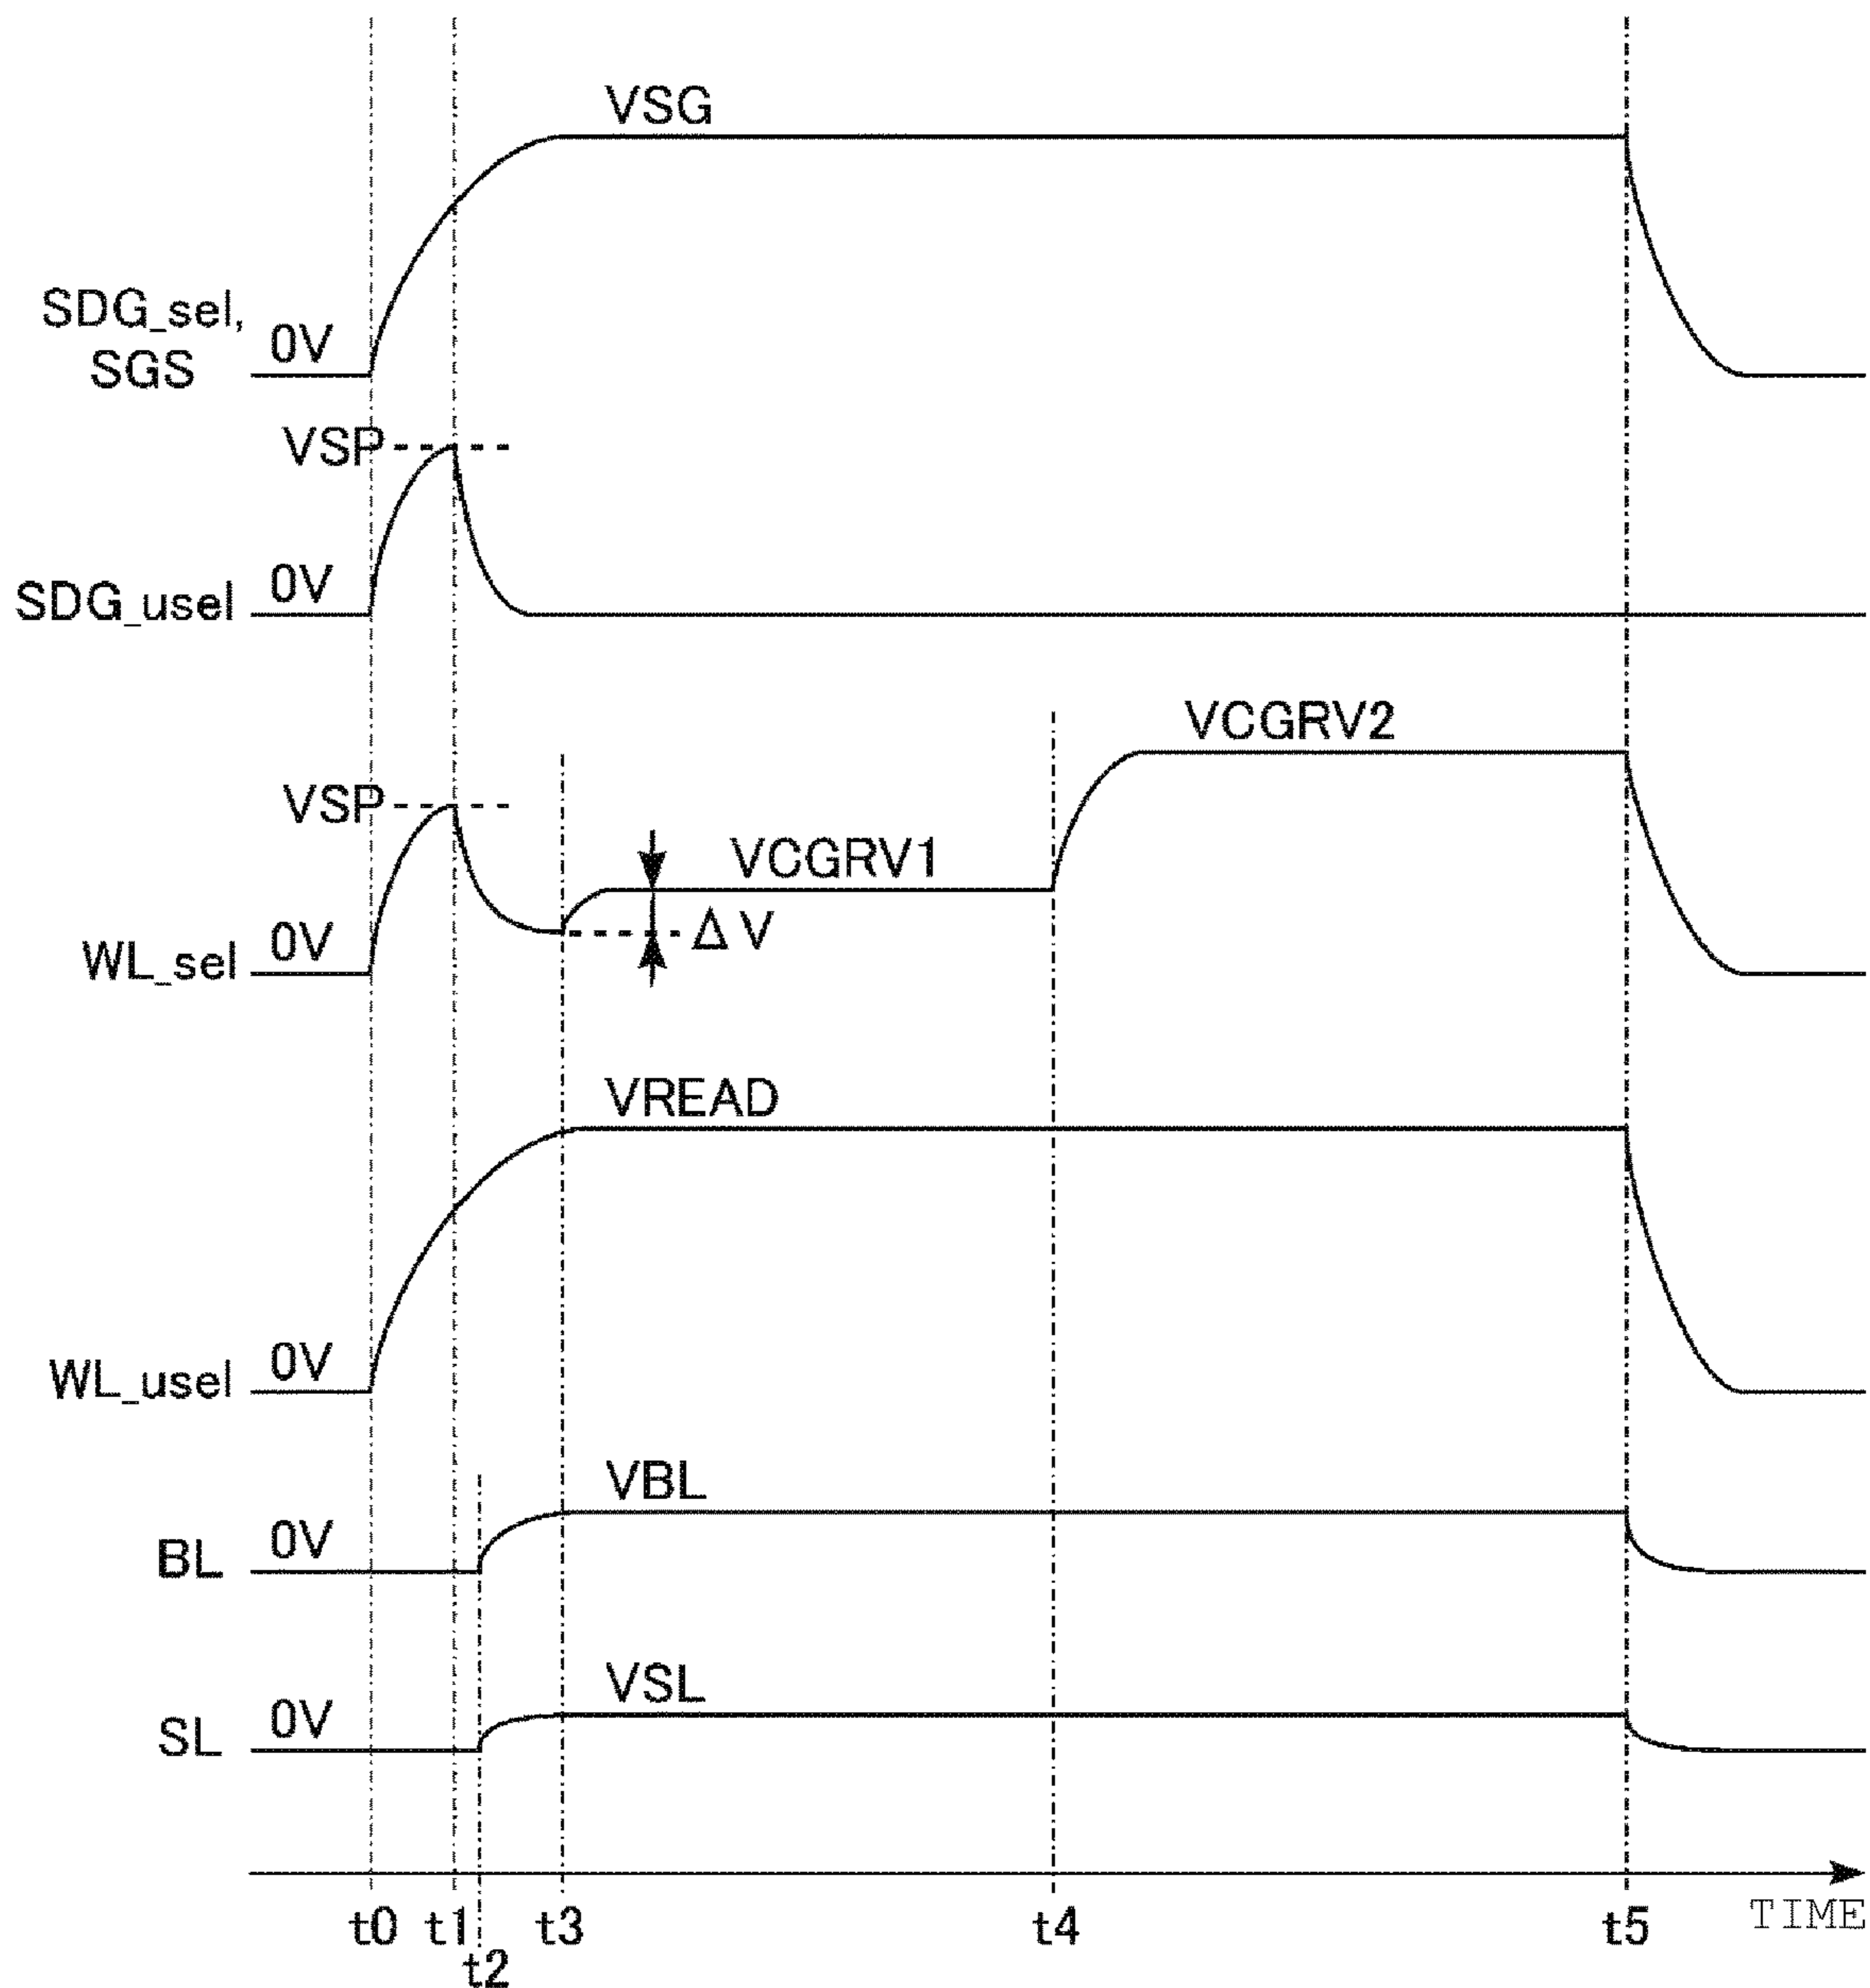 VSG
SDG_sel,
SGS
0V
VSP
SDG_usel
0V
VCGRV2
VSP
VCGRV1
ΔV
WL_sel
0V
VREAD
WL_usel
0V
VBL
BL
0V
VSL
SL
0V
t0
t1
t2
t3
t4
t5
TIME